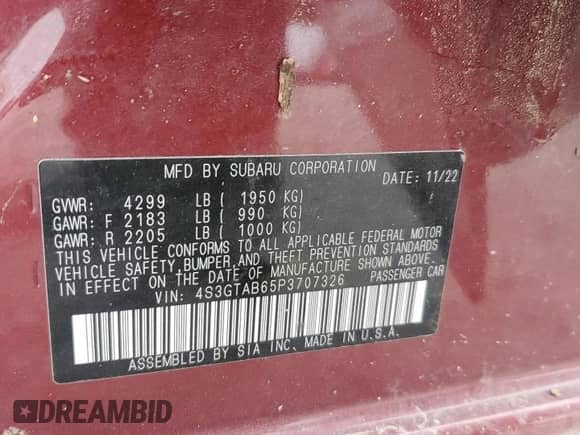 MFD BY SUBARU CORPORATION
DATE: 11/22
GVWR: 4299 LB ( 1950 KG)
GAWR: F 2183 LB ( 990 KG)
GAWR: R 2205 LB ( 1000 KG)
THIS VEHICLE CONFORMS TO ALL APPLICABLE FEDERAL MOTOR
VEHICLE SAFETY, BUMPER, AND THEFT PREVENTION STANDARDS
IN EFFECT ON THE DATE OF MANUFACTURE SHOWN ABOVE.
VIN: 4S3GTAB65P3707326 PASSENGER CAR
ASSEMBLED BY SIA INC. MADE IN U.S.A.
DREAMBID